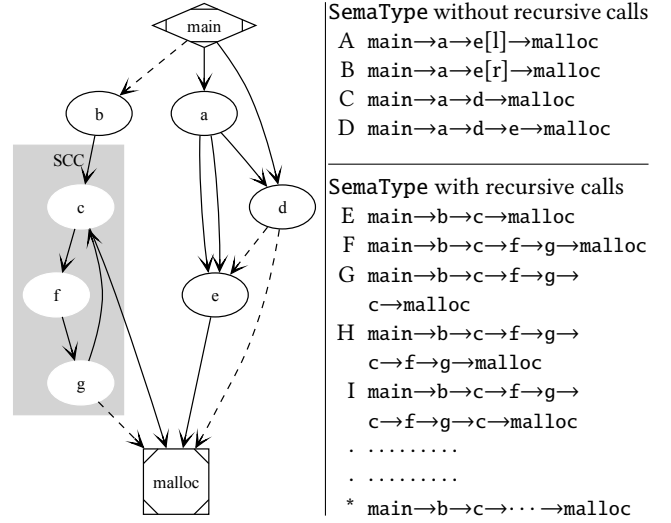 main
b
a
SCC
c
d
f
e
g
malloc
SemaType without recursive calls
A main→a→e[l]→malloc
B main→a→e[r]→malloc
C main→a→d→malloc
D main→a→d→e→malloc
SemaType with recursive calls
E main→b→c→malloc
F main→b→c→f→g→malloc
G main→b→c→f→g→
c→malloc
H main→b→c→f→g→
c→f→g→malloc
I main→b→c→f→g→
c→f→g→c→malloc
. .........
. .........
* main→b→c→···→malloc